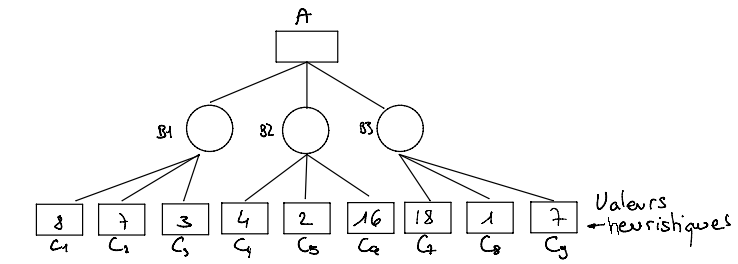 A
B1 B2 B3
8 7 3 4 2 16 18 1 7
C1 C2 C3 C4 C5 C6 C7 C8 C9
Valeurs
heuristiques